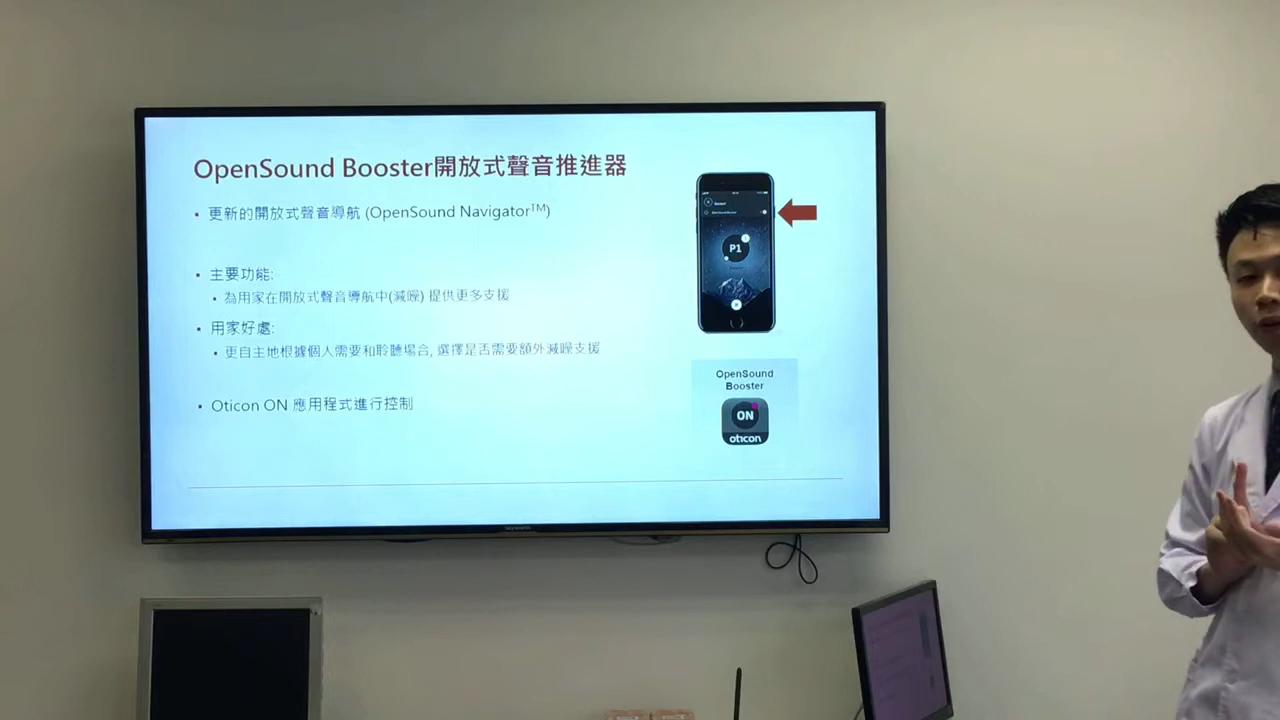 OpenSound Booster開放式聲音推進器
• 更新的開放式聲音導航 (OpenSound Navigator™)
• 主要功能:
• 為用家在開放式聲音導航中(減噪) 提供更多支援
• 用家好處:
• 更自主地根據個人需要和聆聽場合, 選擇是否需要額外減噪支援
• Oticon ON 應用程式進行控制
P1
OpenSound
Booster
ON
oticon